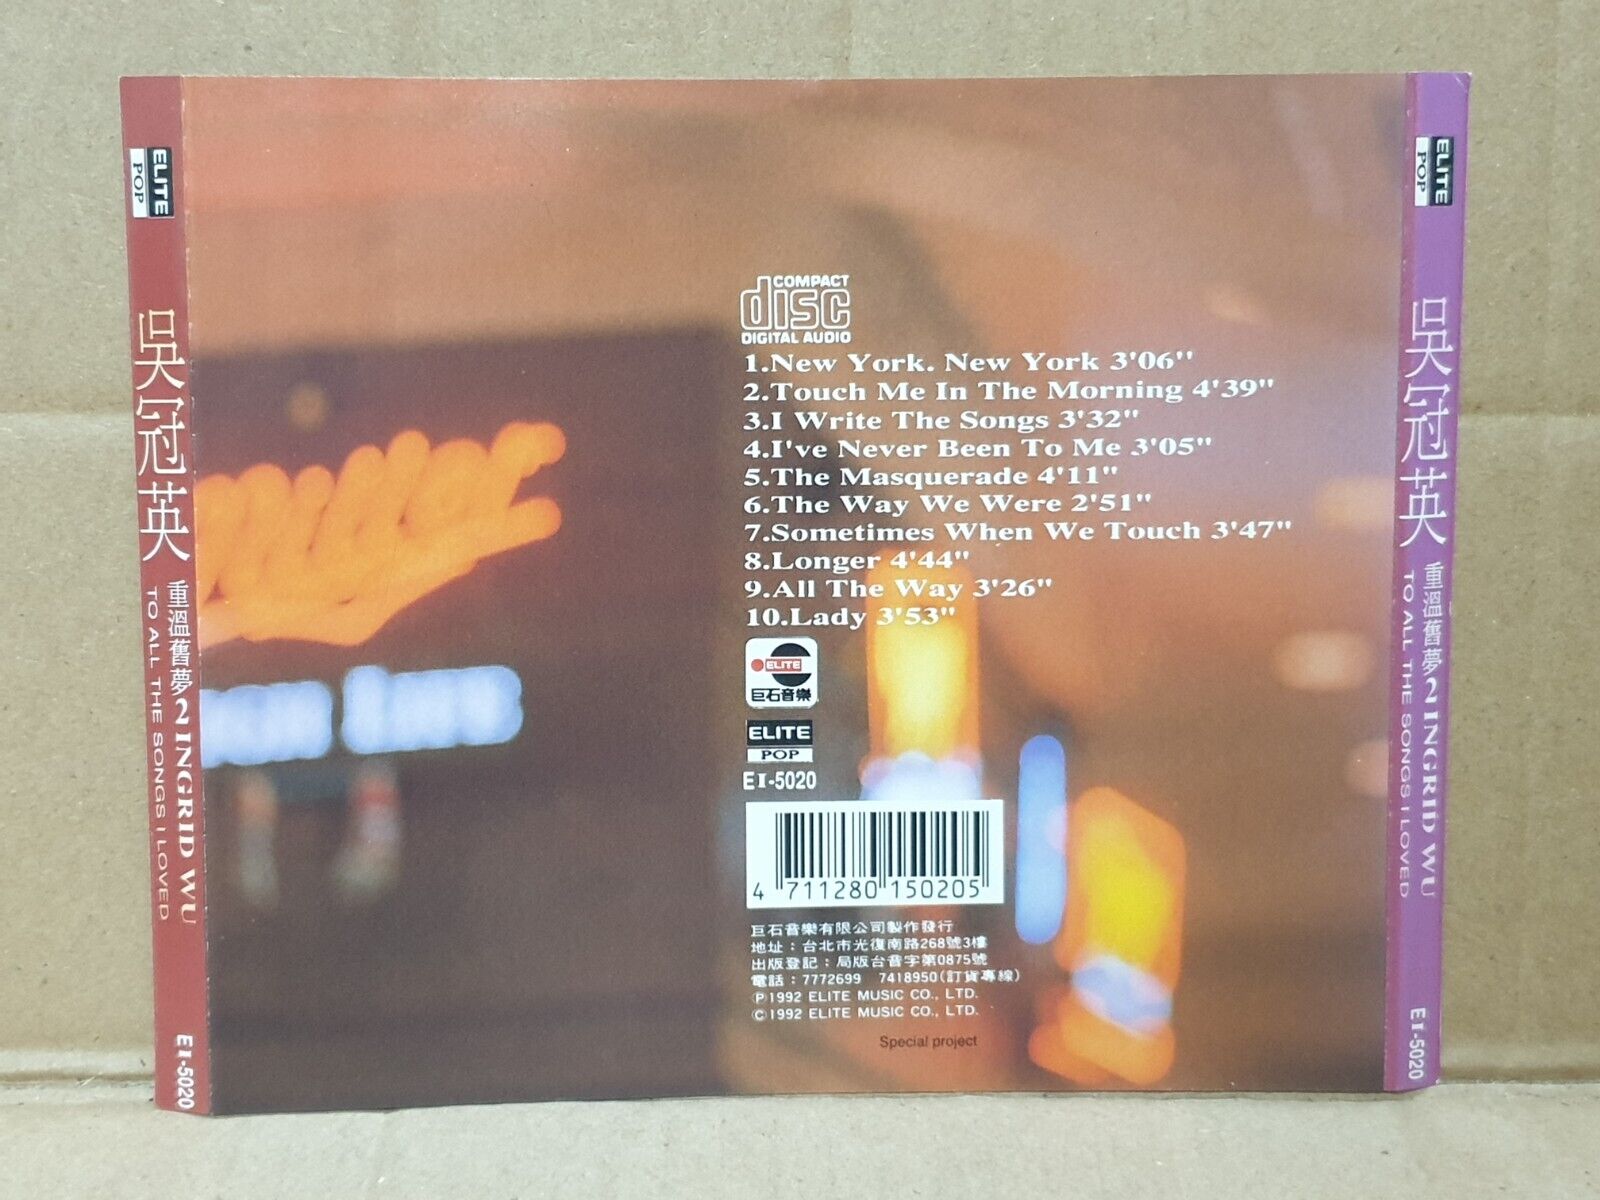 ELITE
POP
吳冠英
重溫舊夢2 INGRID WU
TO ALL THE SONGS I LOVED
EI-5020
COMPACT
disc
DIGITAL AUDIO
1.New York. New York 3'06"
2.Touch Me In The Morning 4'39"
3.I Write The Songs 3'32"
4.I've Never Been To Me 3'05"
5.The Masquerade 4'11"
6.The Way We Were 2'51"
7.Sometimes When We Touch 3'47"
8.Longer 4'44"
9.All The Way 3'26"
10.Lady 3'53"
ELITE
巨石音樂
ELITE
POP
EI-5020
4 711280 150205
巨石音樂有限公司製作發行
地址：台北市光復南路268號3樓
出版登記：局版台音字第0875號
電話：7772699 7418950(訂貨專線)
Ⓟ1992 ELITE MUSIC CO., LTD.
©1992 ELITE MUSIC CO., LTD.
Special project
ELITE
POP
吳冠英
重溫舊夢2 INGRID WU
TO ALL THE SONGS I LOVED
EI-5020